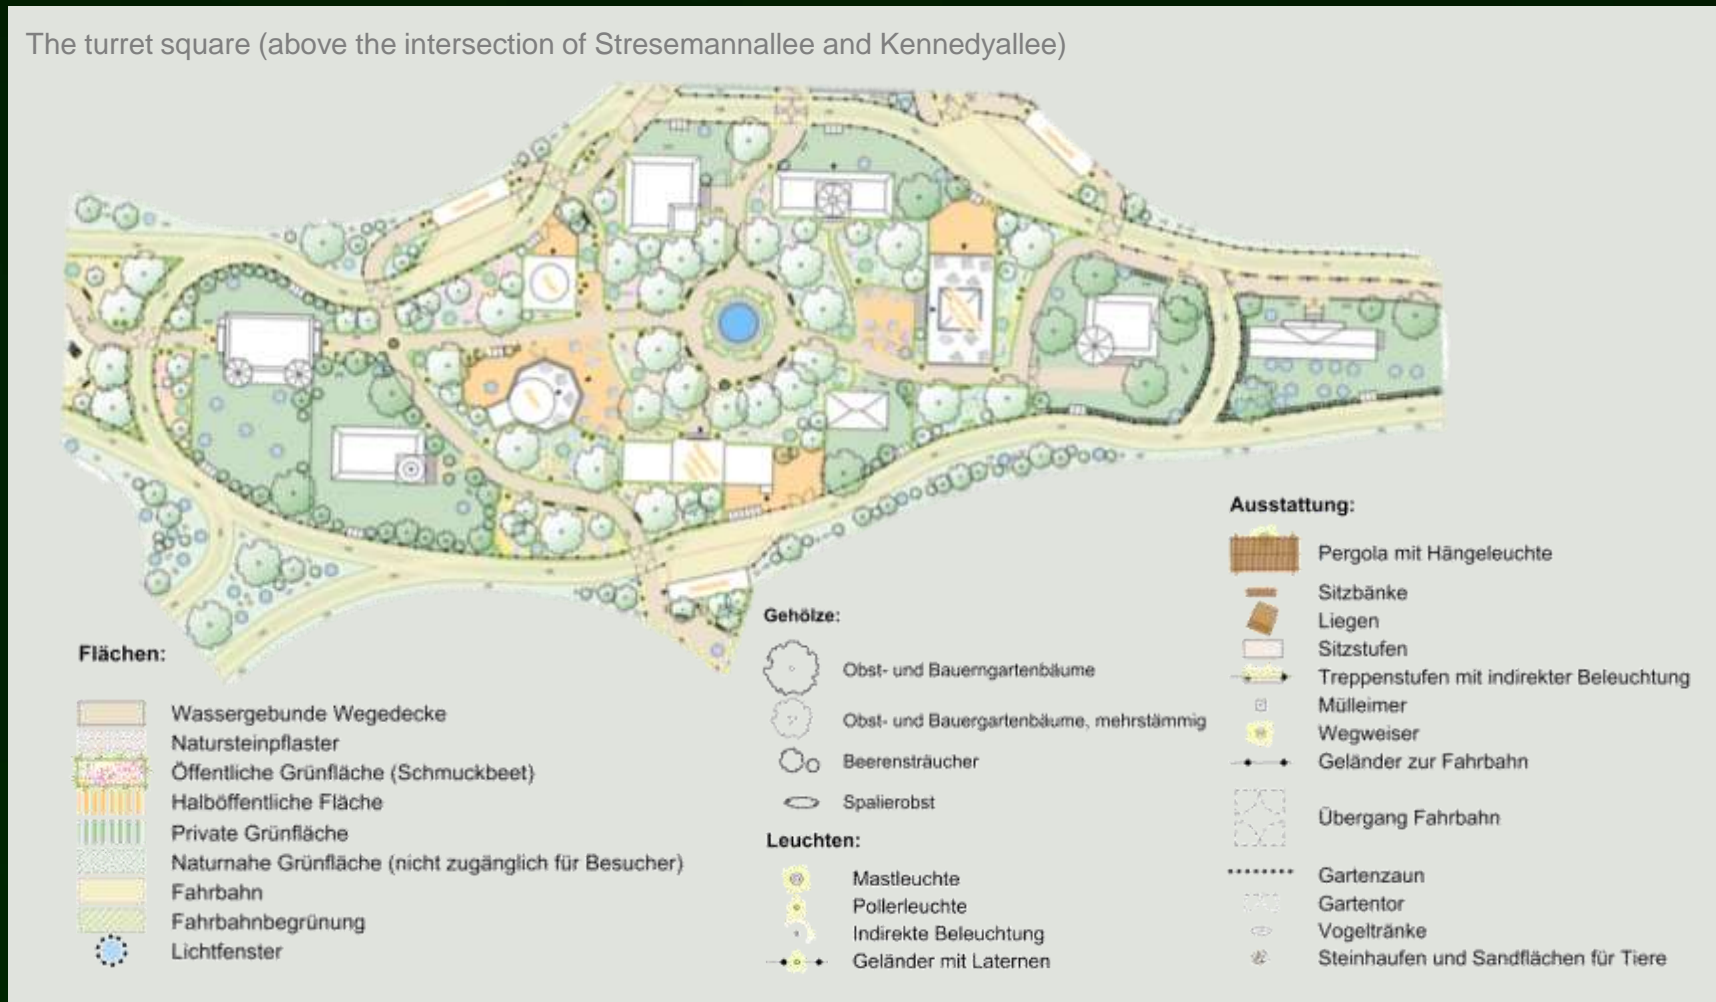 The turret square (above the intersection of Stresemannallee and Kennedyallee)
Flächen:
Wassergebunde Wegedecke
Natursteinpflaster
Öffentliche Grünfläche (Schmuckbeet)
Halböffentliche Fläche
Private Grünfläche
Naturnahe Grünfläche (nicht zugänglich für Besucher)
Fahrbahn
Fahrbahnbegrünung
Lichtfenster
Gehölze:
Obst- und Bauerngartenbäume
Obst- und Bauergartenbäume, mehrstämmig
Beerensträucher
Spalierobst
Leuchten:
Mastleuchte
Pollerleuchte
Indirekte Beleuchtung
Geländer mit Laternen
Ausstattung:
Pergola mit Hängeleuchte
Sitzbänke
Liegen
Sitzstufen
Treppenstufen mit indirekter Beleuchtung
Mülleimer
Wegweiser
Geländer zur Fahrbahn
Übergang Fahrbahn
Gartenzaun
Gartentor
Vogeltränke
Steinhaufen und Sandflächen für Tiere